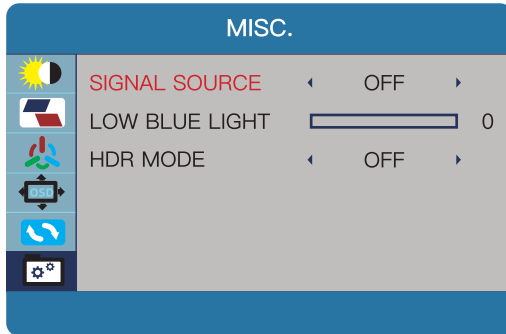 MISC.
SIGNAL SOURCE OFF
LOW BLUE LIGHT 0
HDR MODE OFF
OSD